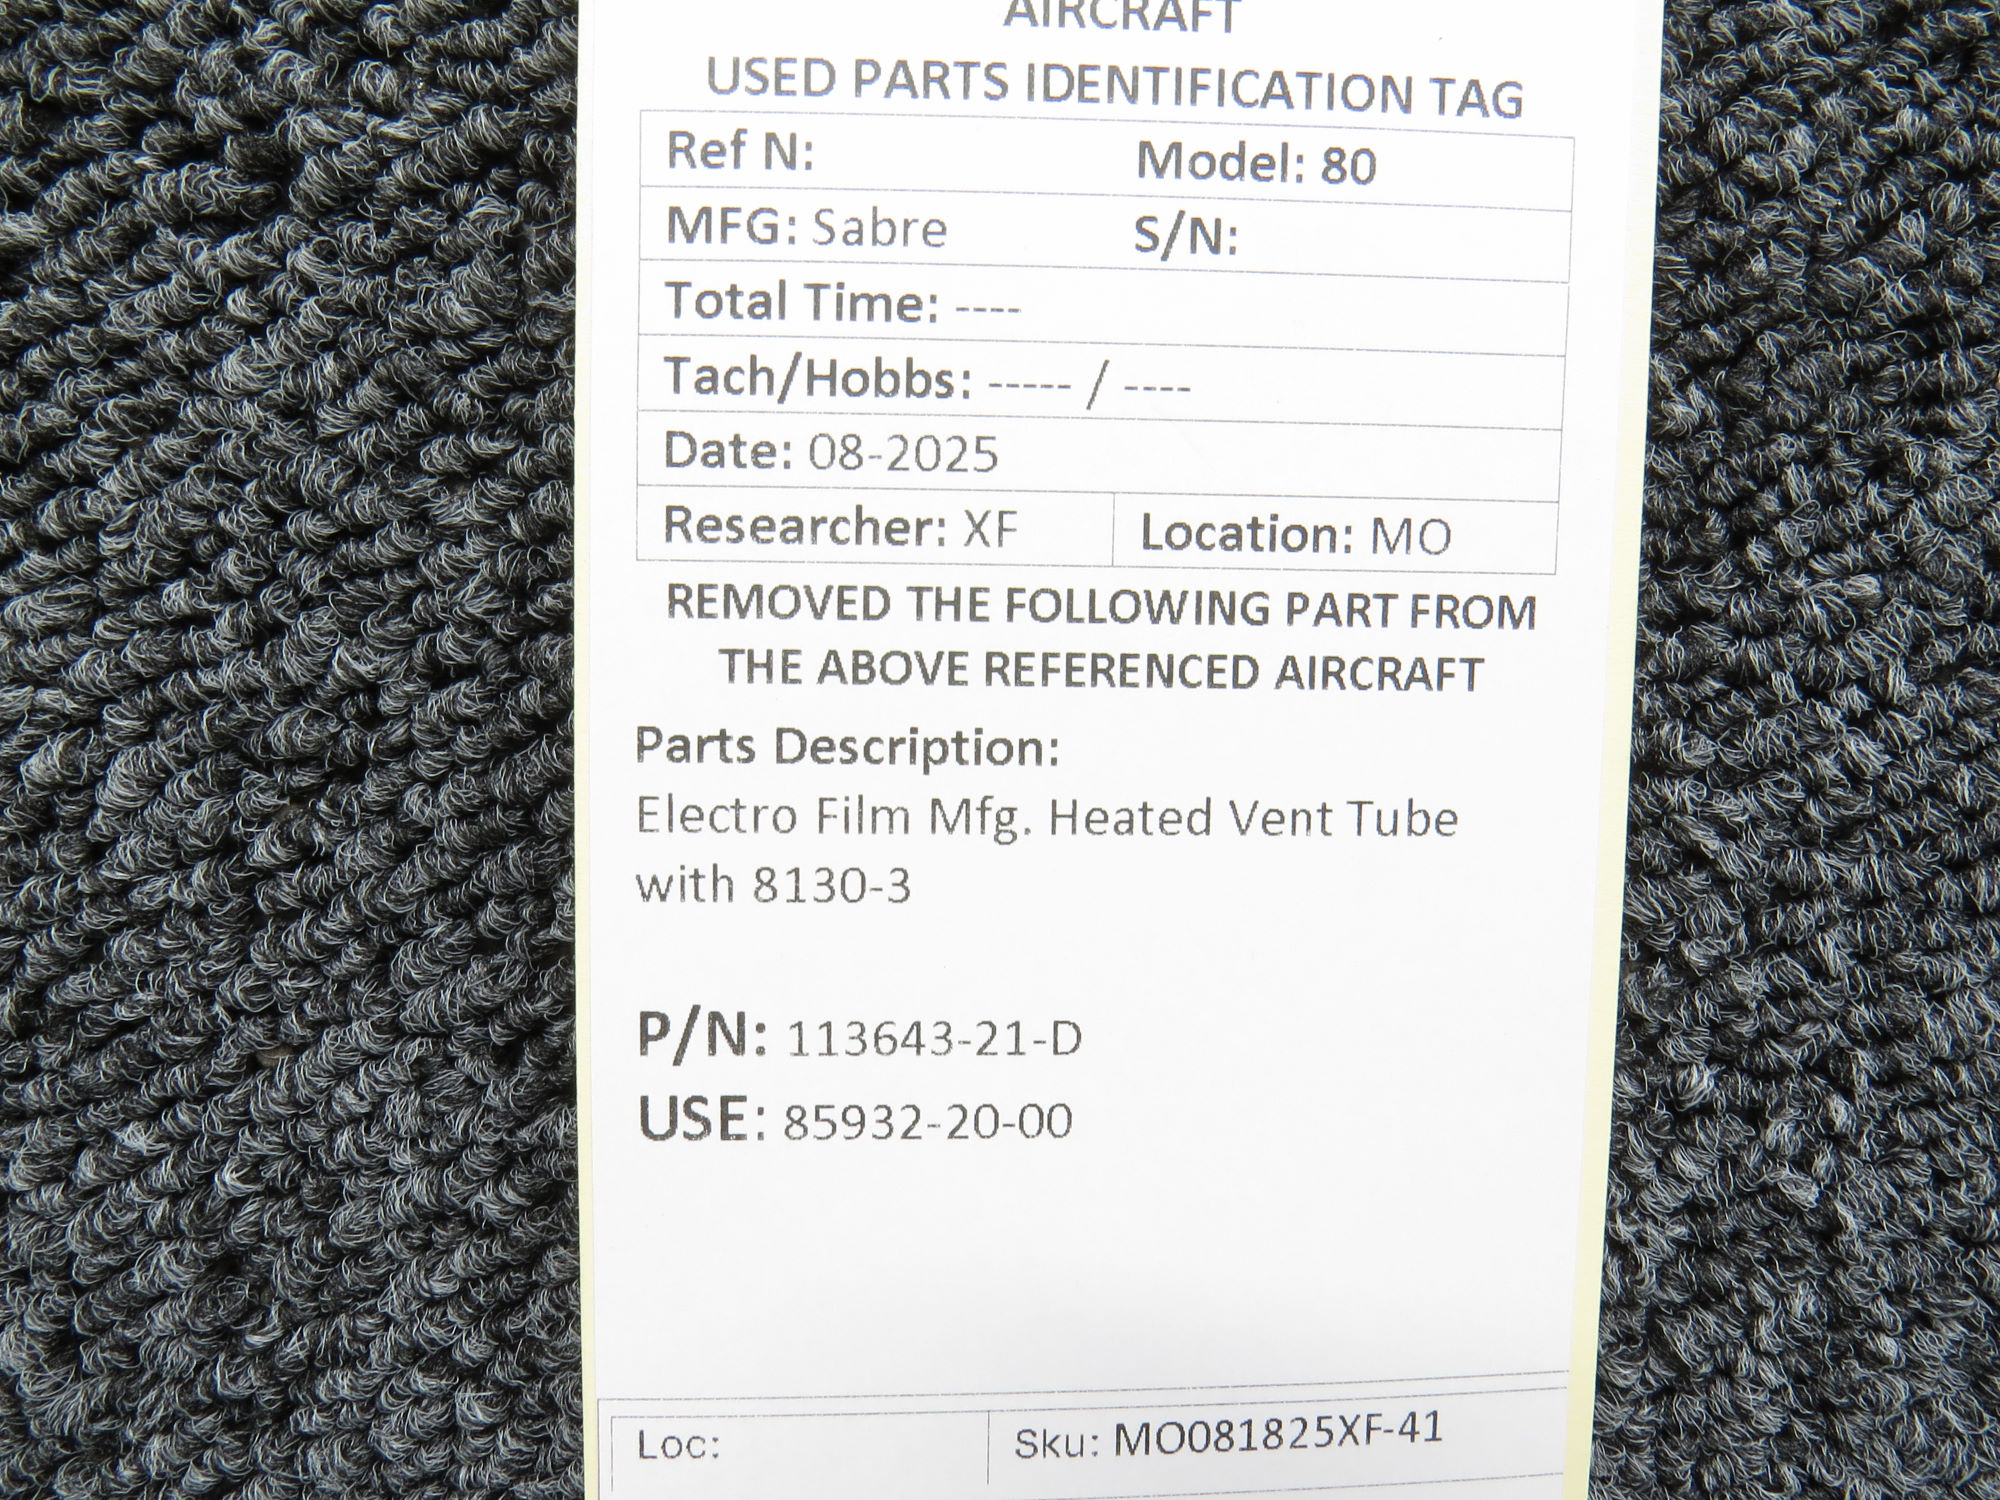 AIRCRAFT
USED PARTS IDENTIFICATION TAG
Ref N: Model: 80
MFG: Sabre S/N:
Total Time: ----
Tach/Hobbs: ----- / ----
Date: 08-2025
Researcher: XF Location: MO
REMOVED THE FOLLOWING PART FROM
THE ABOVE REFERENCED AIRCRAFT
Parts Description:
Electro Film Mfg. Heated Vent Tube
with 8130-3
P/N: 113643-21-D
USE: 85932-20-00
Loc: Sku: MO081825XF-41